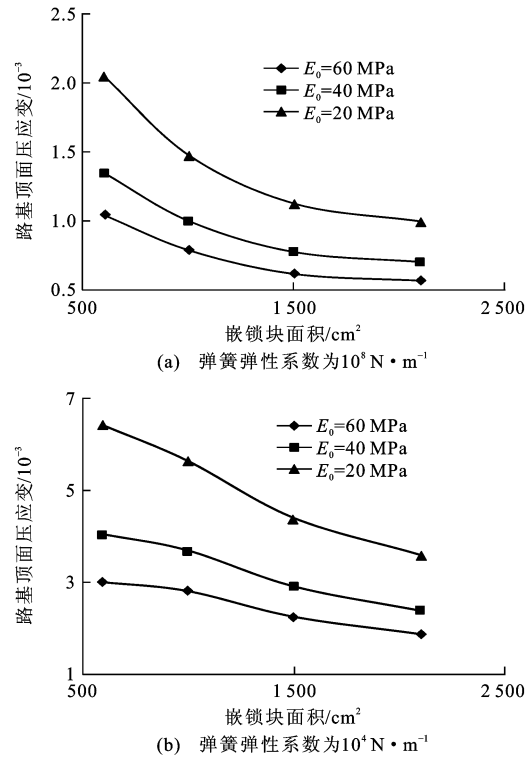 2.5
2.0
1.5
1.0
0.5
路基顶面压应变/10⁻³
E₀=60 MPa
E₀=40 MPa
E₀=20 MPa
500
1 500
2 500
嵌锁块面积/cm²
(a) 弹簧弹性系数为10⁸ N·m⁻¹
7
5
3
1
路基顶面压应变/10⁻³
E₀=60 MPa
E₀=40 MPa
E₀=20 MPa
500
1 500
2 500
嵌锁块面积/cm²
(b) 弹簧弹性系数为10⁴ N·m⁻¹